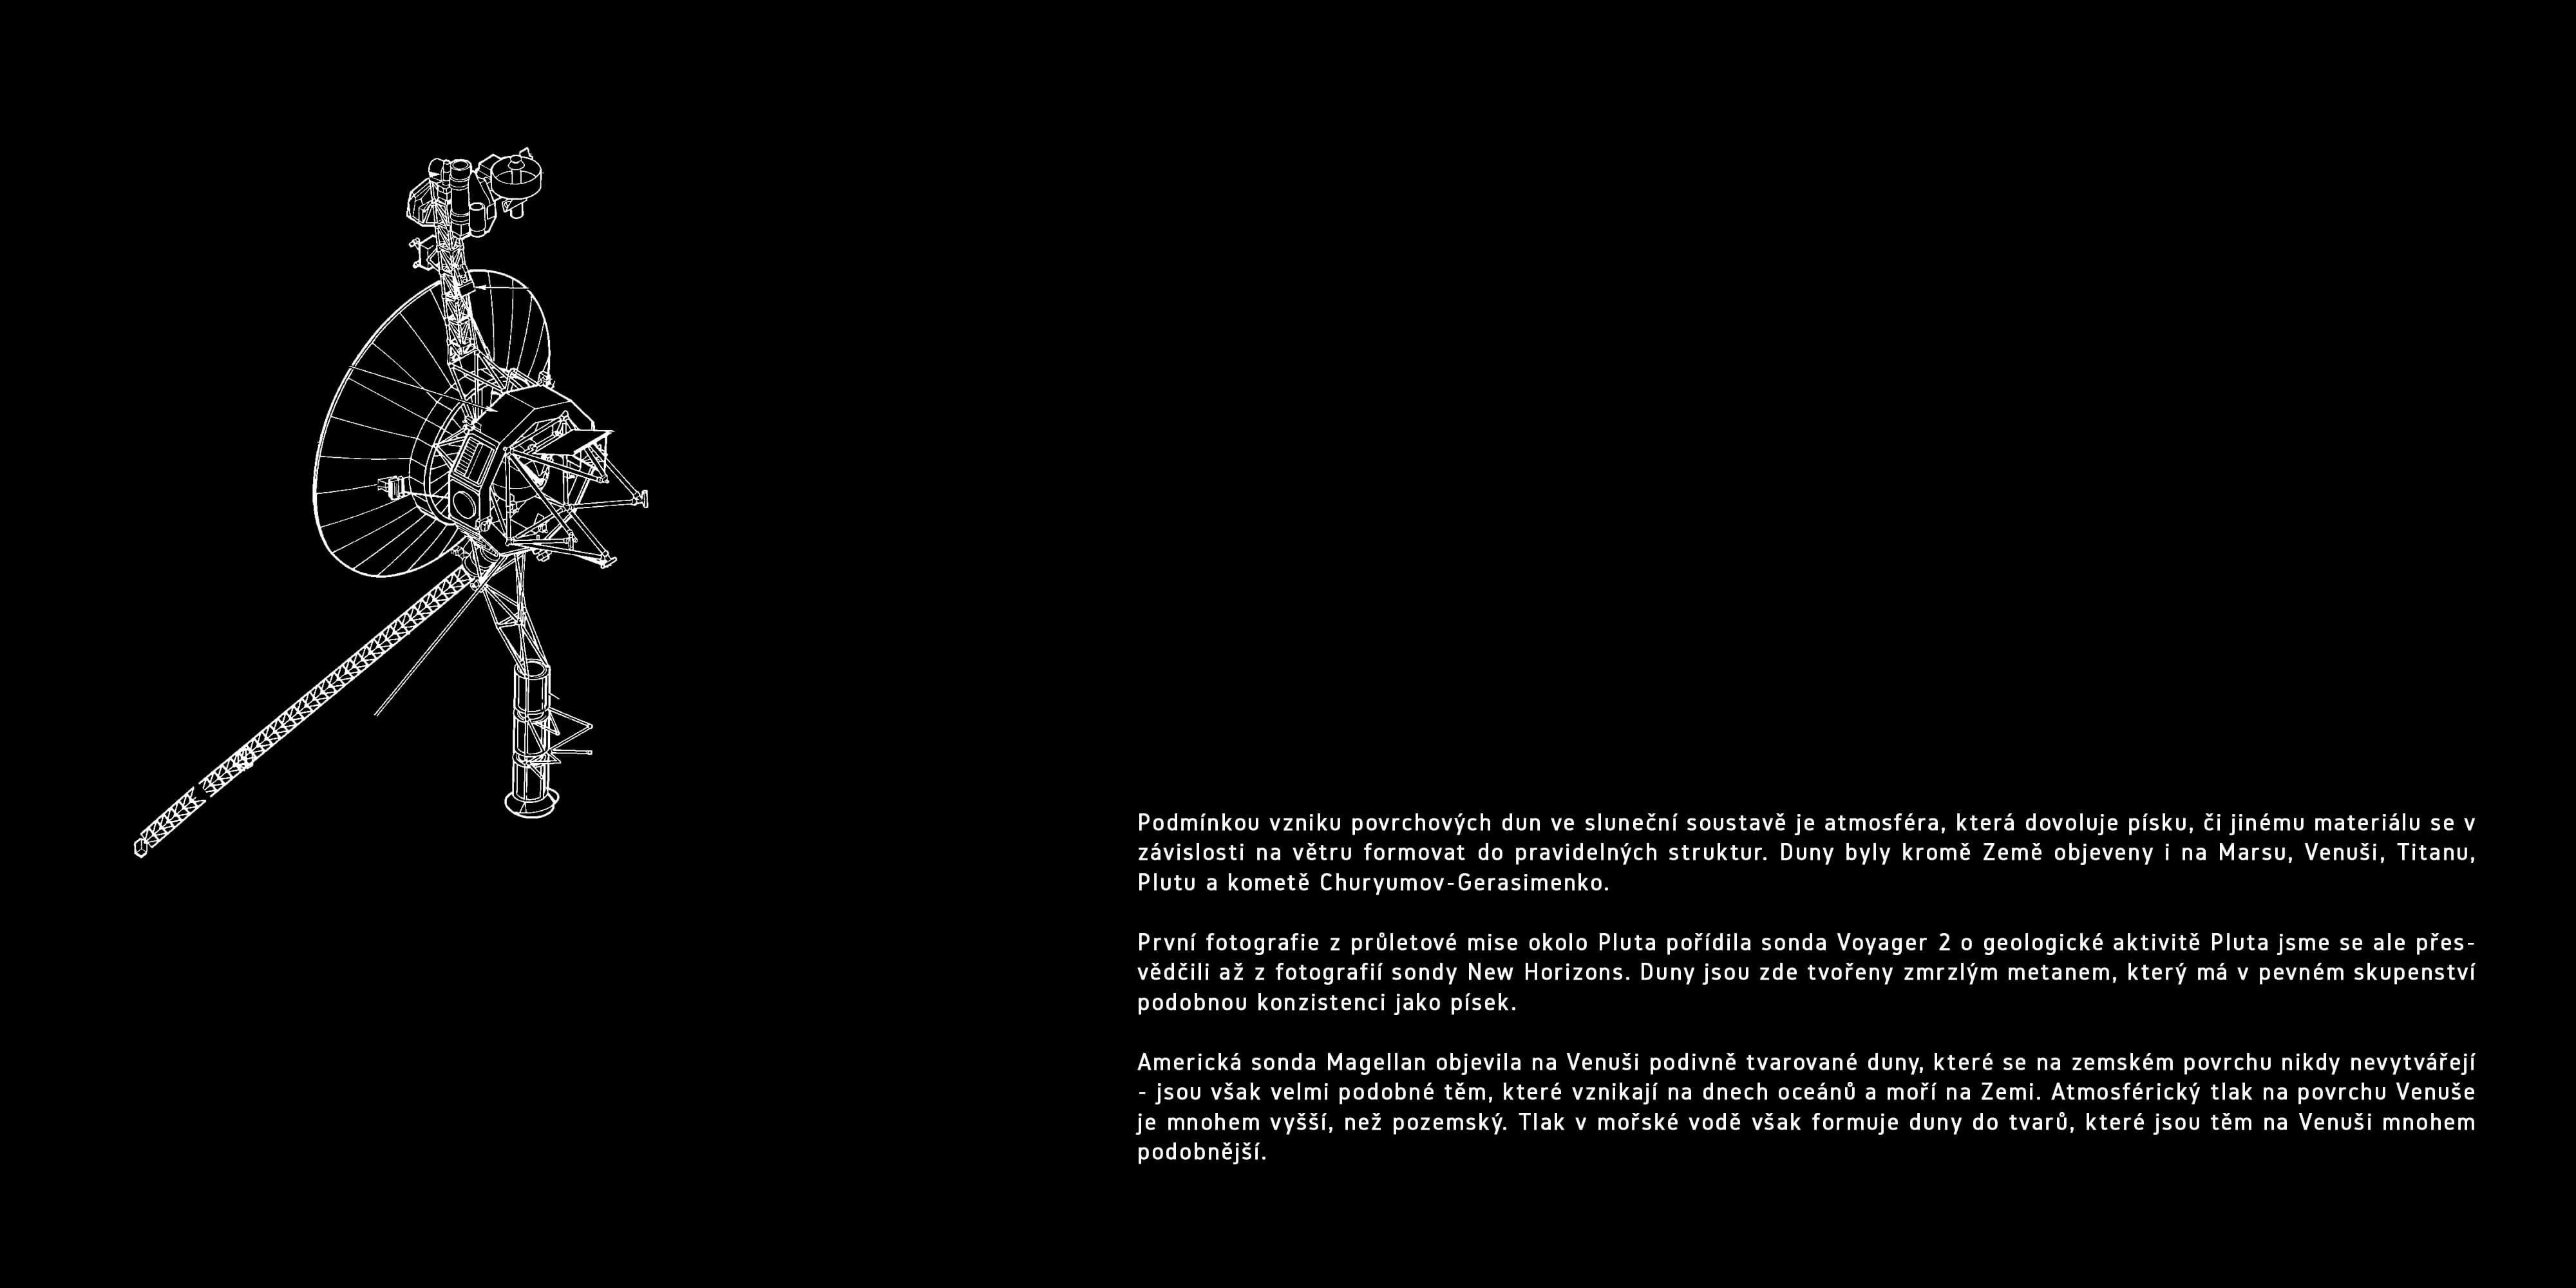 Podmínkou vzniku povrchových dun ve sluneční soustavě je atmosféra, která dovoluje písku, či jinému materiálu se v
závislosti na větru formovat do pravidelných struktur. Duny byly kromě Země objeveny i na Marsu, Venuši, Titanu,
Plutu a kometě Churyumov-Gerasimenko.
První fotografie z průletové mise okolo Pluta pořídila sonda Voyager 2 o geologické aktivitě Pluta jsme se ale přes-
vědčili až z fotografií sondy New Horizons. Duny jsou zde tvořeny zmrzlým metanem, který má v pevném skupenství
podobnou konzistenci jako písek.
Americká sonda Magellan objevila na Venuši podivně tvarované duny, které se na zemském povrchu nikdy nevytvářejí
- jsou však velmi podobné těm, které vznikají na dnech oceánů a moří na Zemi. Atmosférický tlak na povrchu Venuše
je mnohem vyšší, než pozemský. Tlak v mořské vodě však formuje duny do tvarů, které jsou těm na Venuši mnohem
podobnější.